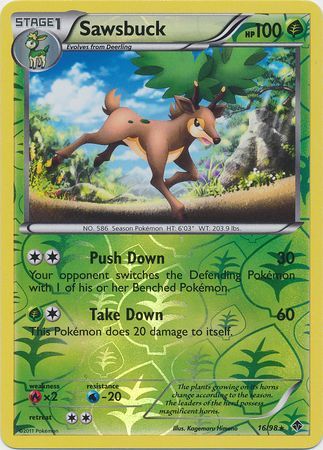 STAGE1
Sawsbuck
HP100
Evolves from Deerling
NO. 586 Season Pokémon HT: 6'03" WT: 203.9 lbs.
Push Down 30
Your opponent switches the Defending Pokémon
with 1 of his or her Benched Pokémon.
Take Down 60
This Pokémon does 20 damage to itself.
weakness
×2
resistance
-20
retreat
The plants growing on its horns
change according to the season.
The leaders of the herd possess
magnificent horns.
Illus. Kagemaru Himeno
16/98★
©2011 Pokémon